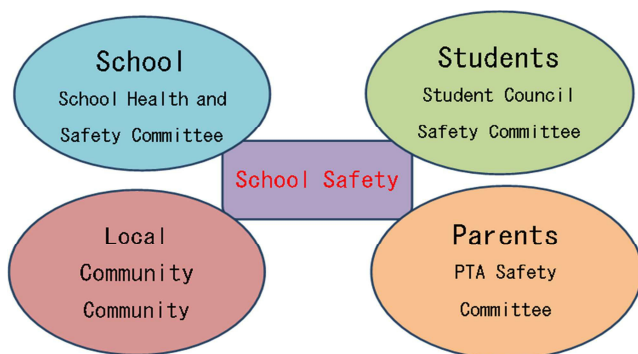 School
School Health and
Safety Committee
Students
Student Council
Safety Committee
School Safety
Local
Community
Community
Parents
PTA Safety
Committee